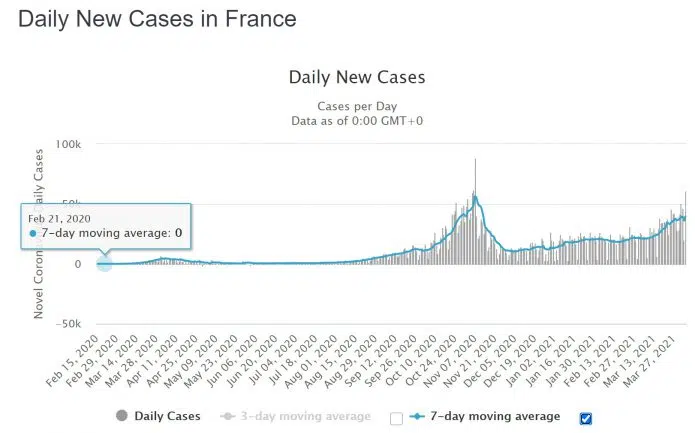 Daily New Cases in France
Daily New Cases
Cases per Day
Data as of 0:00 GMT+0
Novel Coron
Daily Cases
100k
50k
0
-50k
Feb 21, 2020
7-day moving average: 0
Feb 15, 2020
Feb 29, 2020
Mar 14, 2020
Mar 28, 2020
Apr 11, 2020
Apr 25, 2020
May 09, 2020
May 23, 2020
Jun 06, 2020
Jun 20, 2020
Jul 04, 2020
Jul 18, 2020
Aug 01, 2020
Aug 15, 2020
Aug 29, 2020
Sep 12, 2020
Sep 26, 2020
Oct 10, 2020
Oct 24, 2020
Nov 07, 2020
Nov 21, 2020
Dec 05, 2020
Dec 19, 2020
Jan 02, 2021
Jan 16, 2021
Jan 30, 2021
Feb 13, 2021
Feb 27, 2021
Mar 13, 2021
Mar 27, 2021
Daily Cases
3-day moving average
7-day moving average